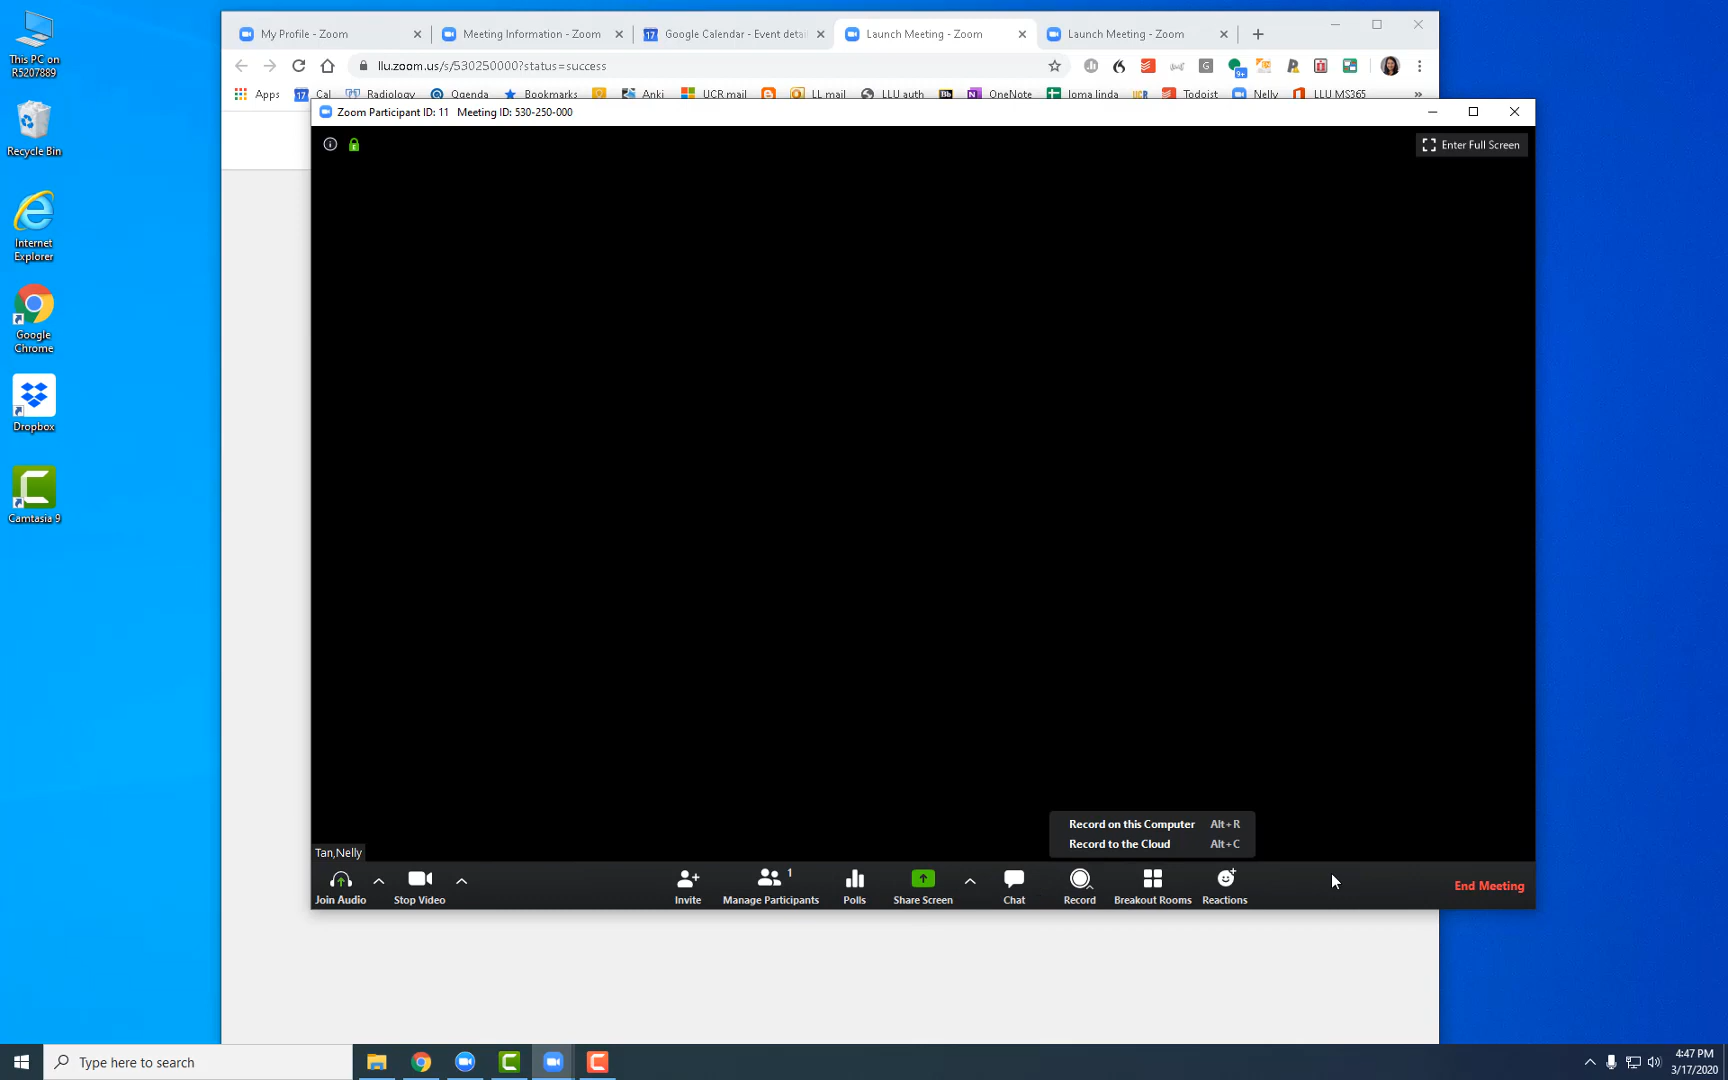 This PC on
R5207889
Recycle Bin
Internet
Explorer
Google
Chrome
Dropbox
Camtasia 9
My Profile - Zoom
Meeting Information - Zoom
17
Google Calendar - Event detai
Launch Meeting - Zoom
Launch Meeting - Zoom
llu.zoom.us/s/530250000?status=success
9+
Apps
17
Cal
Radiology
Qgenda
Bookmarks
Anki
UCR mail
LL mail
LLU auth
Bb
OneNote
loma linda
UCR
Todoist
Nelly
LLU MS365
»
Zoom Participant ID: 11 Meeting ID: 530-250-000
Enter Full Screen
Record on this Computer Alt+R
Record to the Cloud Alt+C
Tan,Nelly
Join Audio
Stop Video
Invite
1
Manage Participants
Polls
Share Screen
Chat
Record
Breakout Rooms
Reactions
End Meeting
Type here to search
4:47 PM
3/17/2020